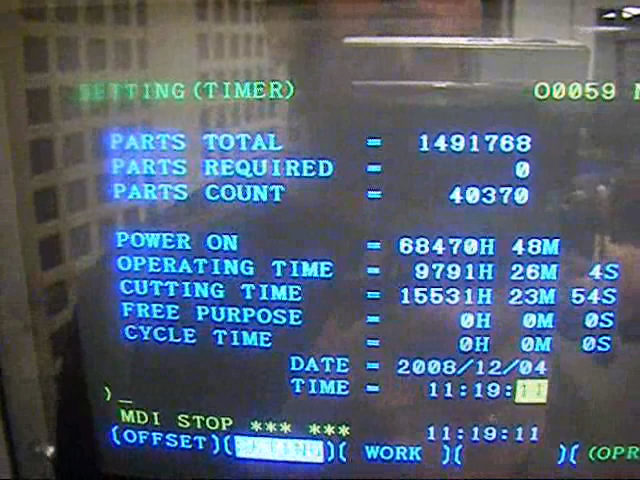 SETTING(TIMER) O0059 N
PARTS TOTAL = 1491768
PARTS REQUIRED = 0
PARTS COUNT = 40370
POWER ON = 68470H 48M
OPERATING TIME = 9791H 26M 4S
CUTTING TIME = 15531H 23M 54S
FREE PURPOSE = 0H 0M 0S
CYCLE TIME = 0H 0M 0S
DATE = 2008/12/04
TIME = 11:19:11
)_
MDI STOP *** *** 11:19:11
(OFFSET)(SETTING)( WORK )( )( (OPR